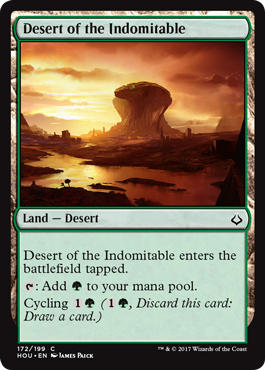 Desert of the Indomitable
Land — Desert
Desert of the Indomitable enters the
battlefield tapped.
: Add to your mana pool.
Cycling 1 (1 , Discard this card:
Draw a card.)
172/199 C
HOU • EN James Paick
™ & © 2017 Wizards of the Coast